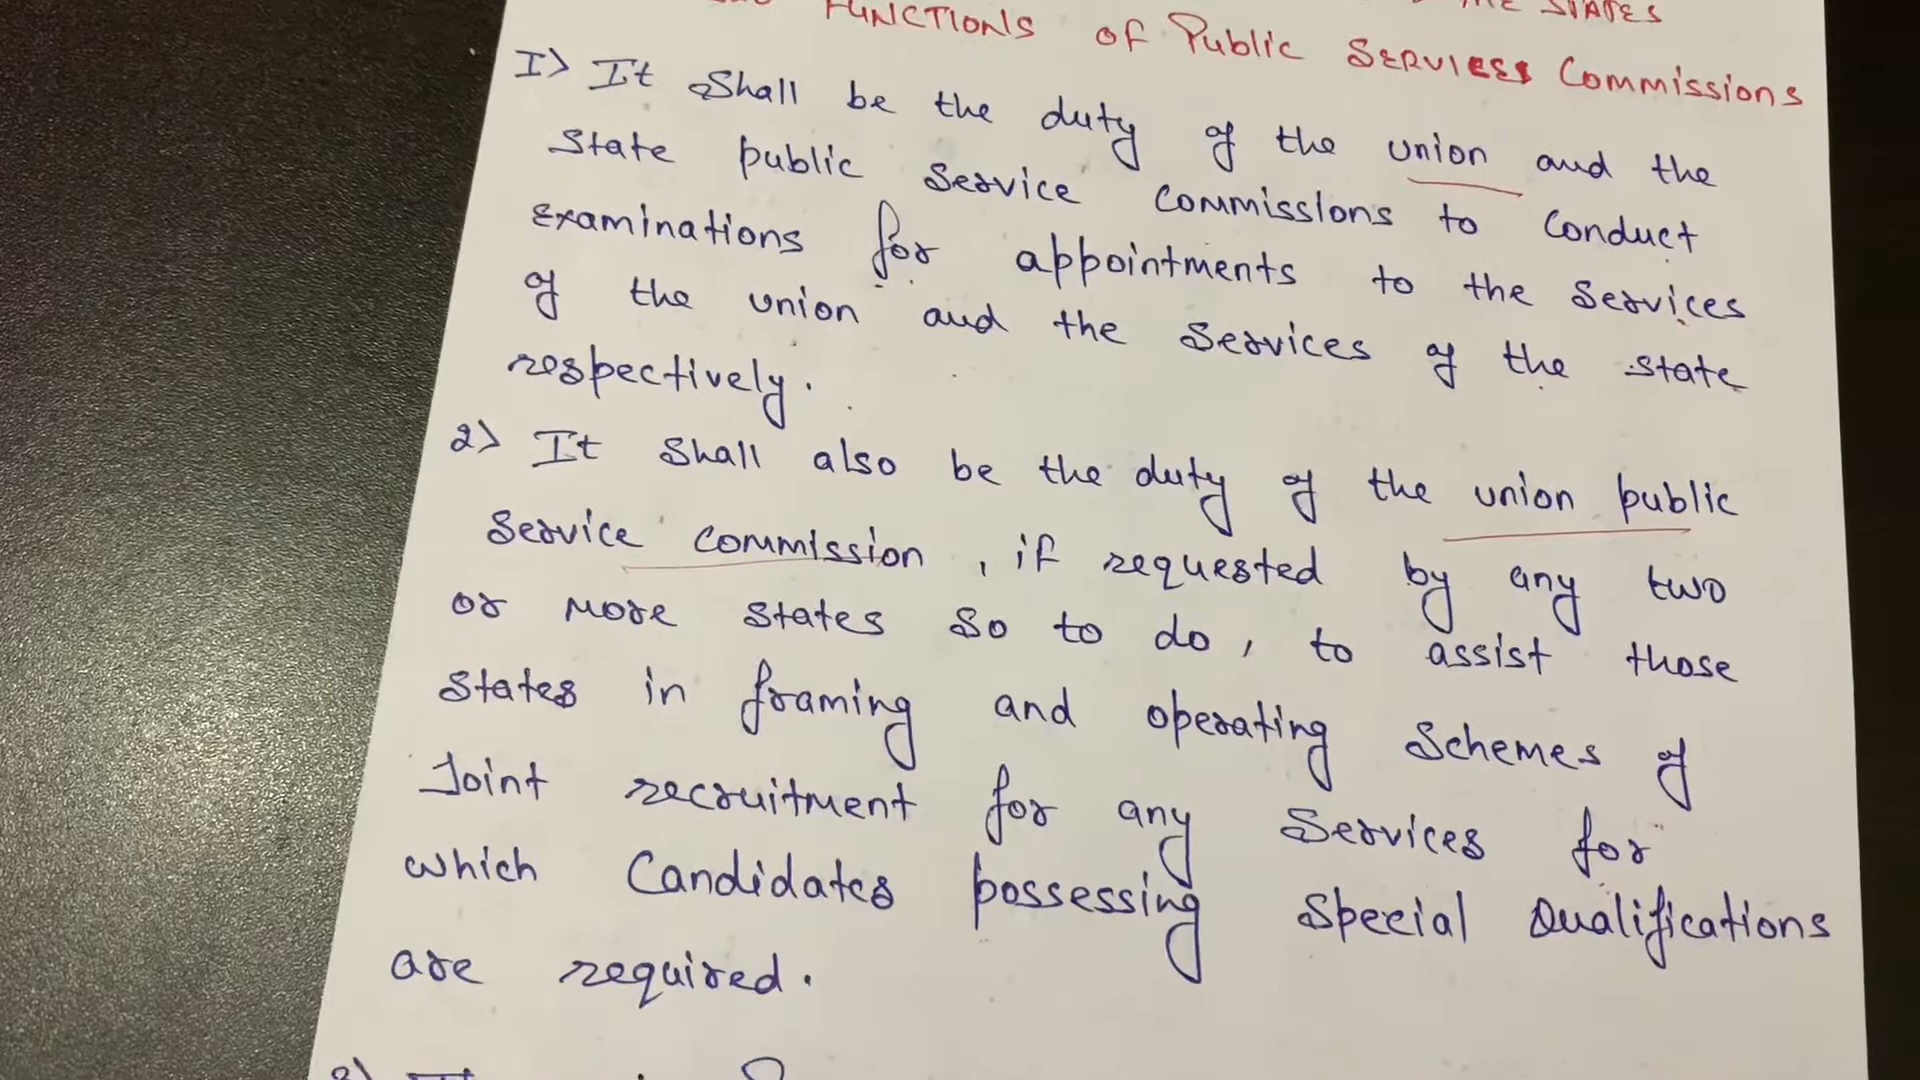 THE STATES
FUNCTIONS OF Public SERVICES Commissions
I) It Shall be the duty of the union and the
State public Service Commissions to Conduct
Examinations for appointments to the Services
of the union and the Services of the state
respectively.
2) It Shall also be the duty of the union public
Service Commission, if requested by any two
or more states so to do, to assist those
states in framing and operating Schemes of
Joint recruitment for any Services for
which Candidates possessing Special Qualifications
are required.